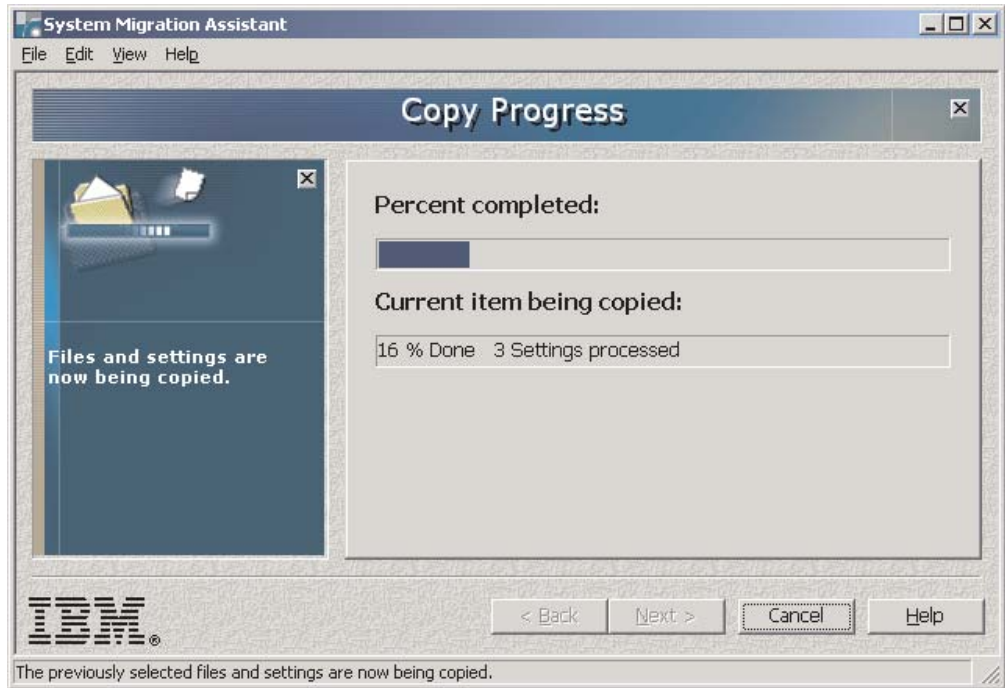 System Migration Assistant
File Edit View Help
Copy Progress
Percent completed:
Current item being copied:
16 % Done 3 Settings processed
Files and settings are
now being copied.
IBM®
< Back Next > Cancel Help
The previously selected files and settings are now being copied.